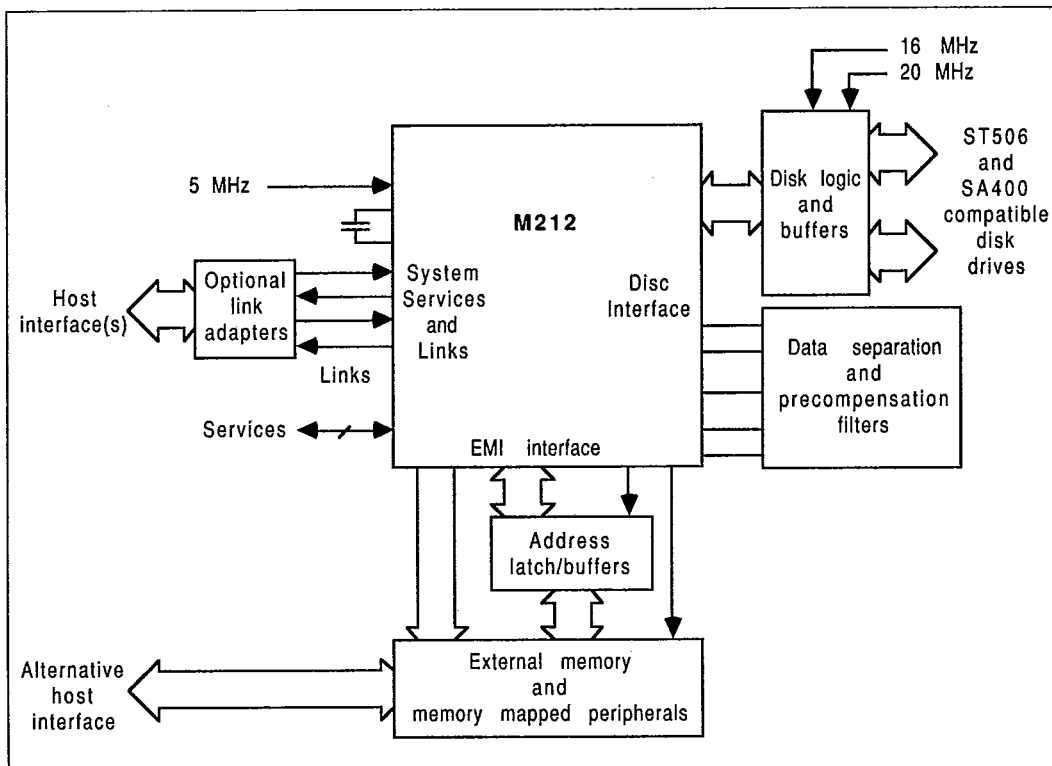 16 MHz
20 MHz
5 MHz
M212
Disk logic
and
buffers
ST506
and
SA400
compatible
disk
drives
Host
interface(s)
Optional
link
adapters
System
Services
and
Links
Disc
Interface
Links
Data separation
and
precompensation
filters
Services
EMI interface
Address
latch/buffers
Alternative
host
interface
External memory
and
memory mapped peripherals